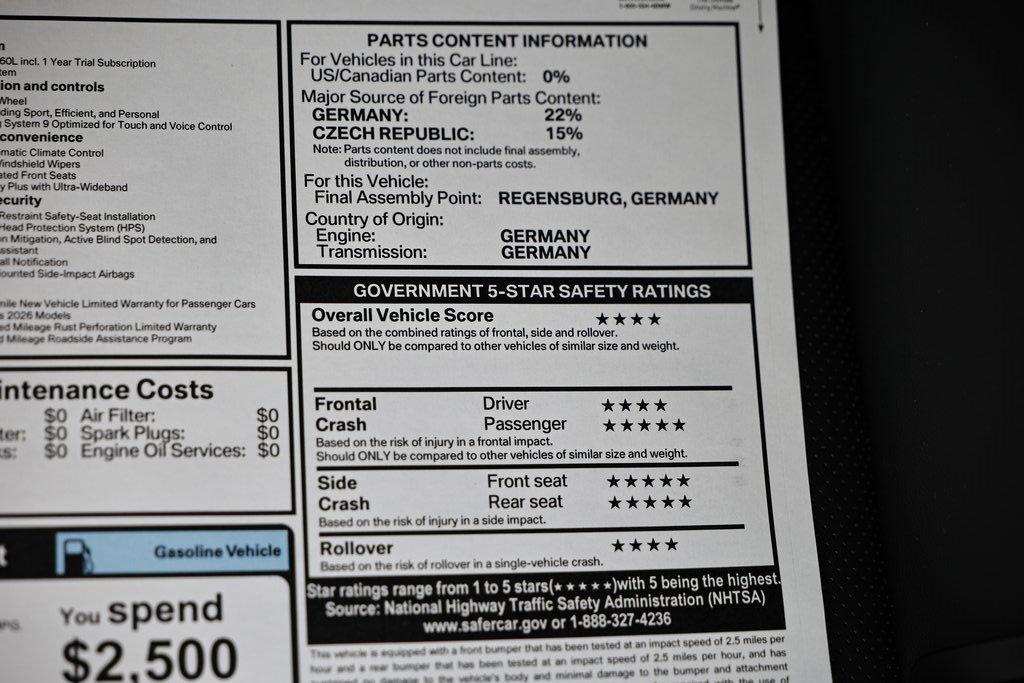 60L incl. 1 Year Trial Subscription
tem
ion and controls
Wheel
ding Sport, Efficient, and Personal
System 9 Optimized for Touch and Voice Control
convenience
matic Climate Control
Windshield Wipers
ated Front Seats
y Plus with Ultra-Wideband
ecurity
Restraint Safety-Seat Installation
Head Protection System (HPS)
on Mitigation, Active Blind Spot Detection, and
ssistant
all Notification
ounted Side-Impact Airbags
mile New Vehicle Limited Warranty for Passenger Cars
s 2026 Models
ed Mileage Rust Perforation Limited Warranty
d Mileage Roadside Assistance Program
intenance Costs
$0 Air Filter: $0
ter: $0 Spark Plugs: $0
s: $0 Engine Oil Services: $0
t
Gasoline Vehicle
You spend
$2,500
PARTS CONTENT INFORMATION
For Vehicles in this Car Line:
US/Canadian Parts Content: 0%
Major Source of Foreign Parts Content:
GERMANY: 22%
CZECH REPUBLIC: 15%
Note: Parts content does not include final assembly,
distribution, or other non-parts costs.
For this Vehicle:
Final Assembly Point: REGENSBURG, GERMANY
Country of Origin:
Engine: GERMANY
Transmission: GERMANY
GOVERNMENT 5-STAR SAFETY RATINGS
Overall Vehicle Score ★★★★
Based on the combined ratings of frontal, side and rollover.
Should ONLY be compared to other vehicles of similar size and weight.
Frontal Driver ★★★★
Crash Passenger ★★★★★
Based on the risk of injury in a frontal impact.
Should ONLY be compared to other vehicles of similar size and weight.
Side Front seat ★★★★★
Crash Rear seat ★★★★★
Based on the risk of injury in a side impact.
Rollover ★★★★
Based on the risk of rollover in a single-vehicle crash.
Star ratings range from 1 to 5 stars(★★★★★)with 5 being the highest.
Source: National Highway Traffic Safety Administration (NHTSA)
www.safercar.gov or 1-888-327-4236
This vehicle is equipped with a front bumper that has been tested at an impact speed of 2.5 miles per
hour and a rear bumper that has been tested at an impact speed of 2.5 miles per hour, and has
damage to the vehicle's body and minimal damage to the bumper and attachment